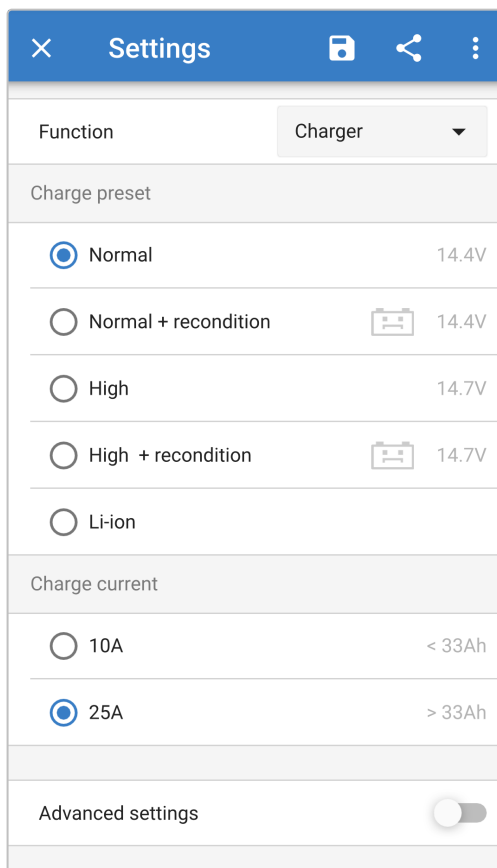 Settings
Function Charger
Charge preset
Normal 14.4V
Normal + recondition 14.4V
High 14.7V
High + recondition 14.7V
Li-ion
Charge current
10A < 33Ah
25A > 33Ah
Advanced settings